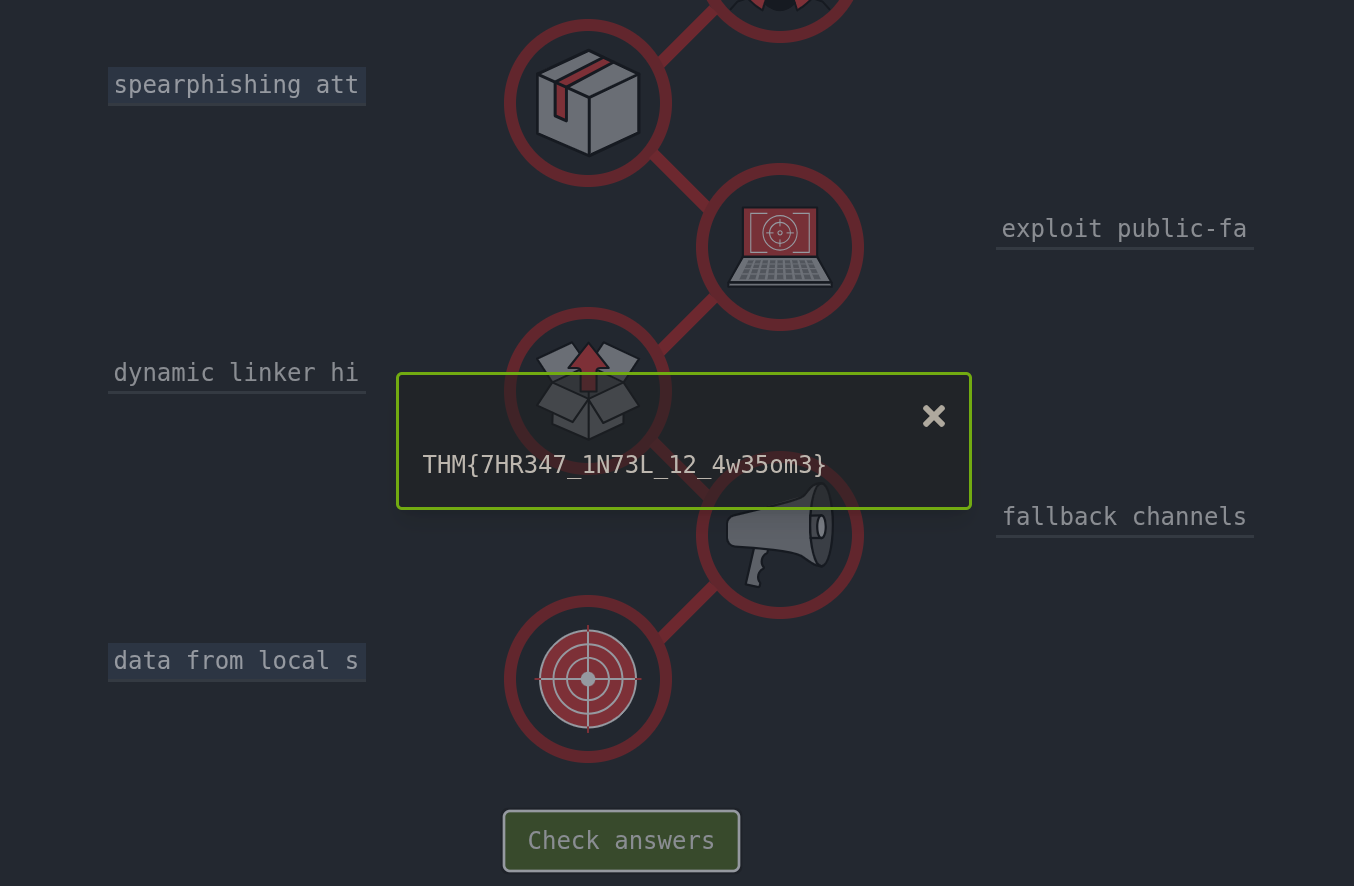 spearphishing att
exploit public-fa
dynamic linker hi
THM{7HR347_1N73L_12_4w35om3}
fallback channels
data from local s
Check answers